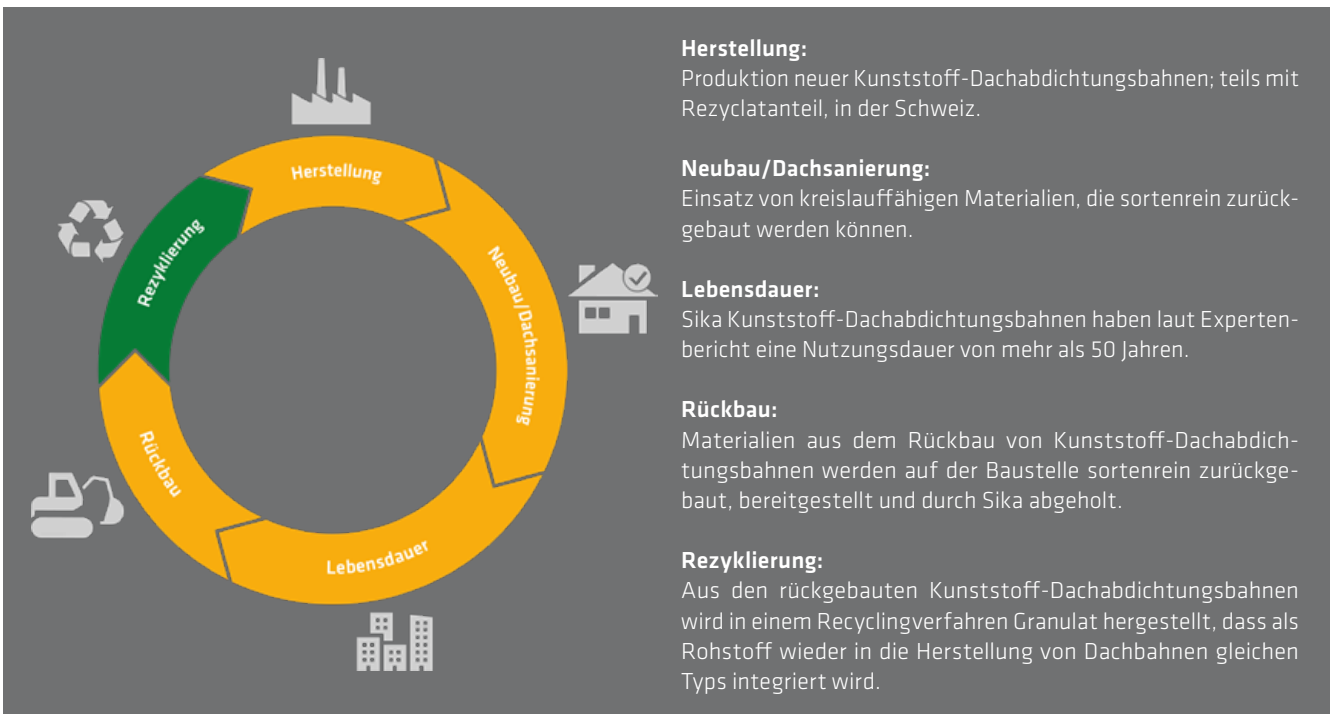 Herstellung
Neubau/Dachsanierung
Lebensdauer
Rückbau
Rezyklierung
Herstellung:
Produktion neuer Kunststoff-Dachabdichtungsbahnen; teils mit
Rezyclatanteil, in der Schweiz.
Neubau/Dachsanierung:
Einsatz von kreislauffähigen Materialien, die sortenrein zurück-
gebaut werden können.
Lebensdauer:
Sika Kunststoff-Dachabdichtungsbahnen haben laut Experten-
bericht eine Nutzungsdauer von mehr als 50 Jahren.
Rückbau:
Materialien aus dem Rückbau von Kunststoff-Dachabdich-
tungsbahnen werden auf der Baustelle sortenrein zurückge-
baut, bereitgestellt und durch Sika abgeholt.
Rezyklierung:
Aus den rückgebauten Kunststoff-Dachabdichtungsbahnen
wird in einem Recyclingverfahren Granulat hergestellt, dass als
Rohstoff wieder in die Herstellung von Dachbahnen gleichen
Typs integriert wird.